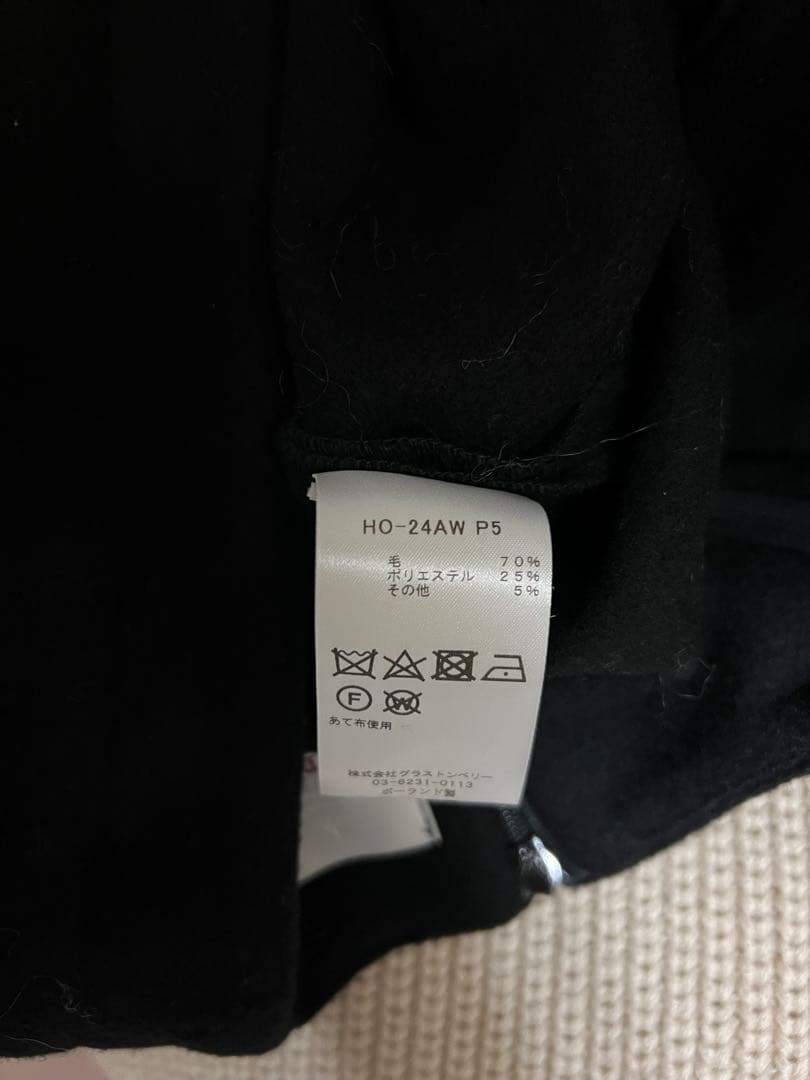 HO-24AW P5
毛 70%
ポリエステル 25%
その他 5%
F
W
あて布使用
株式会社グラストンベリー
03-6231-0113
ポーランド製